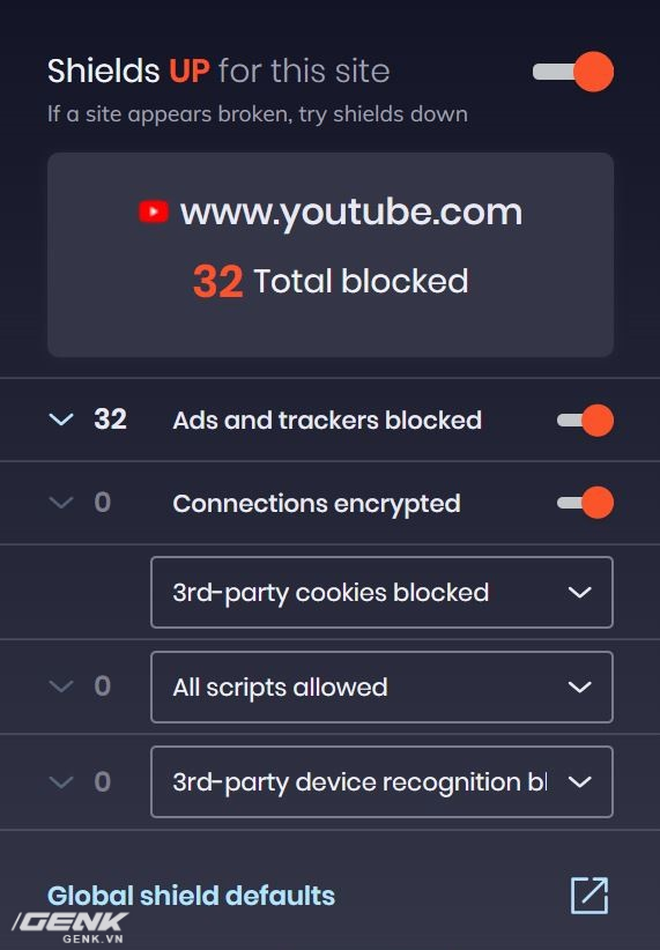 Shields UP for this site
If a site appears broken, try shields down
www.youtube.com
32 Total blocked
32 Ads and trackers blocked
0 Connections encrypted
3rd-party cookies blocked
0 All scripts allowed
0 3rd-party device recognition bl
Global shield defaults
GENK
GENK.VN